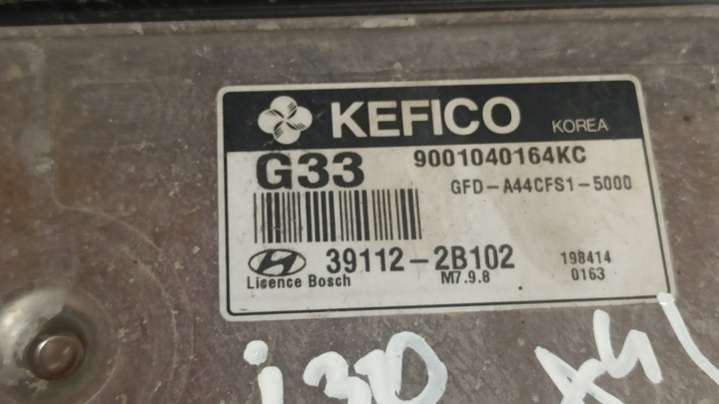 KEFICO KOREA
G33 9001040164KC
GFD-A44CFS1-5000
39112-2B102 198414
Licence Bosch M7.9.8 0163
i30